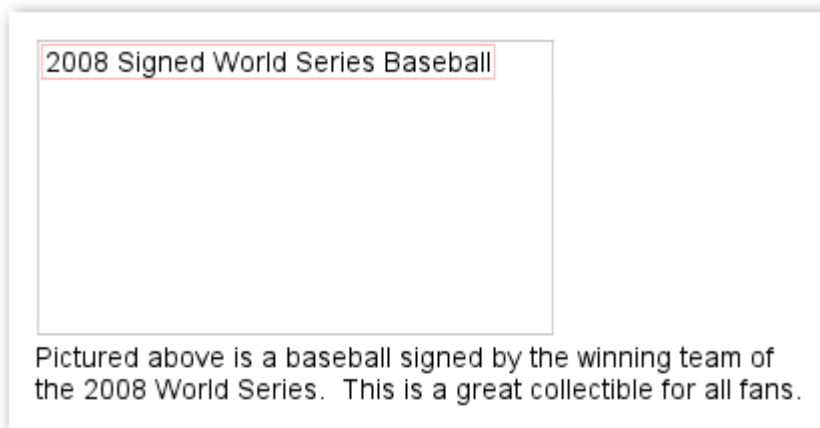 2008 Signed World Series Baseball
Pictured above is a baseball signed by the winning team of
the 2008 World Series.  This is a great collectible for all fans.